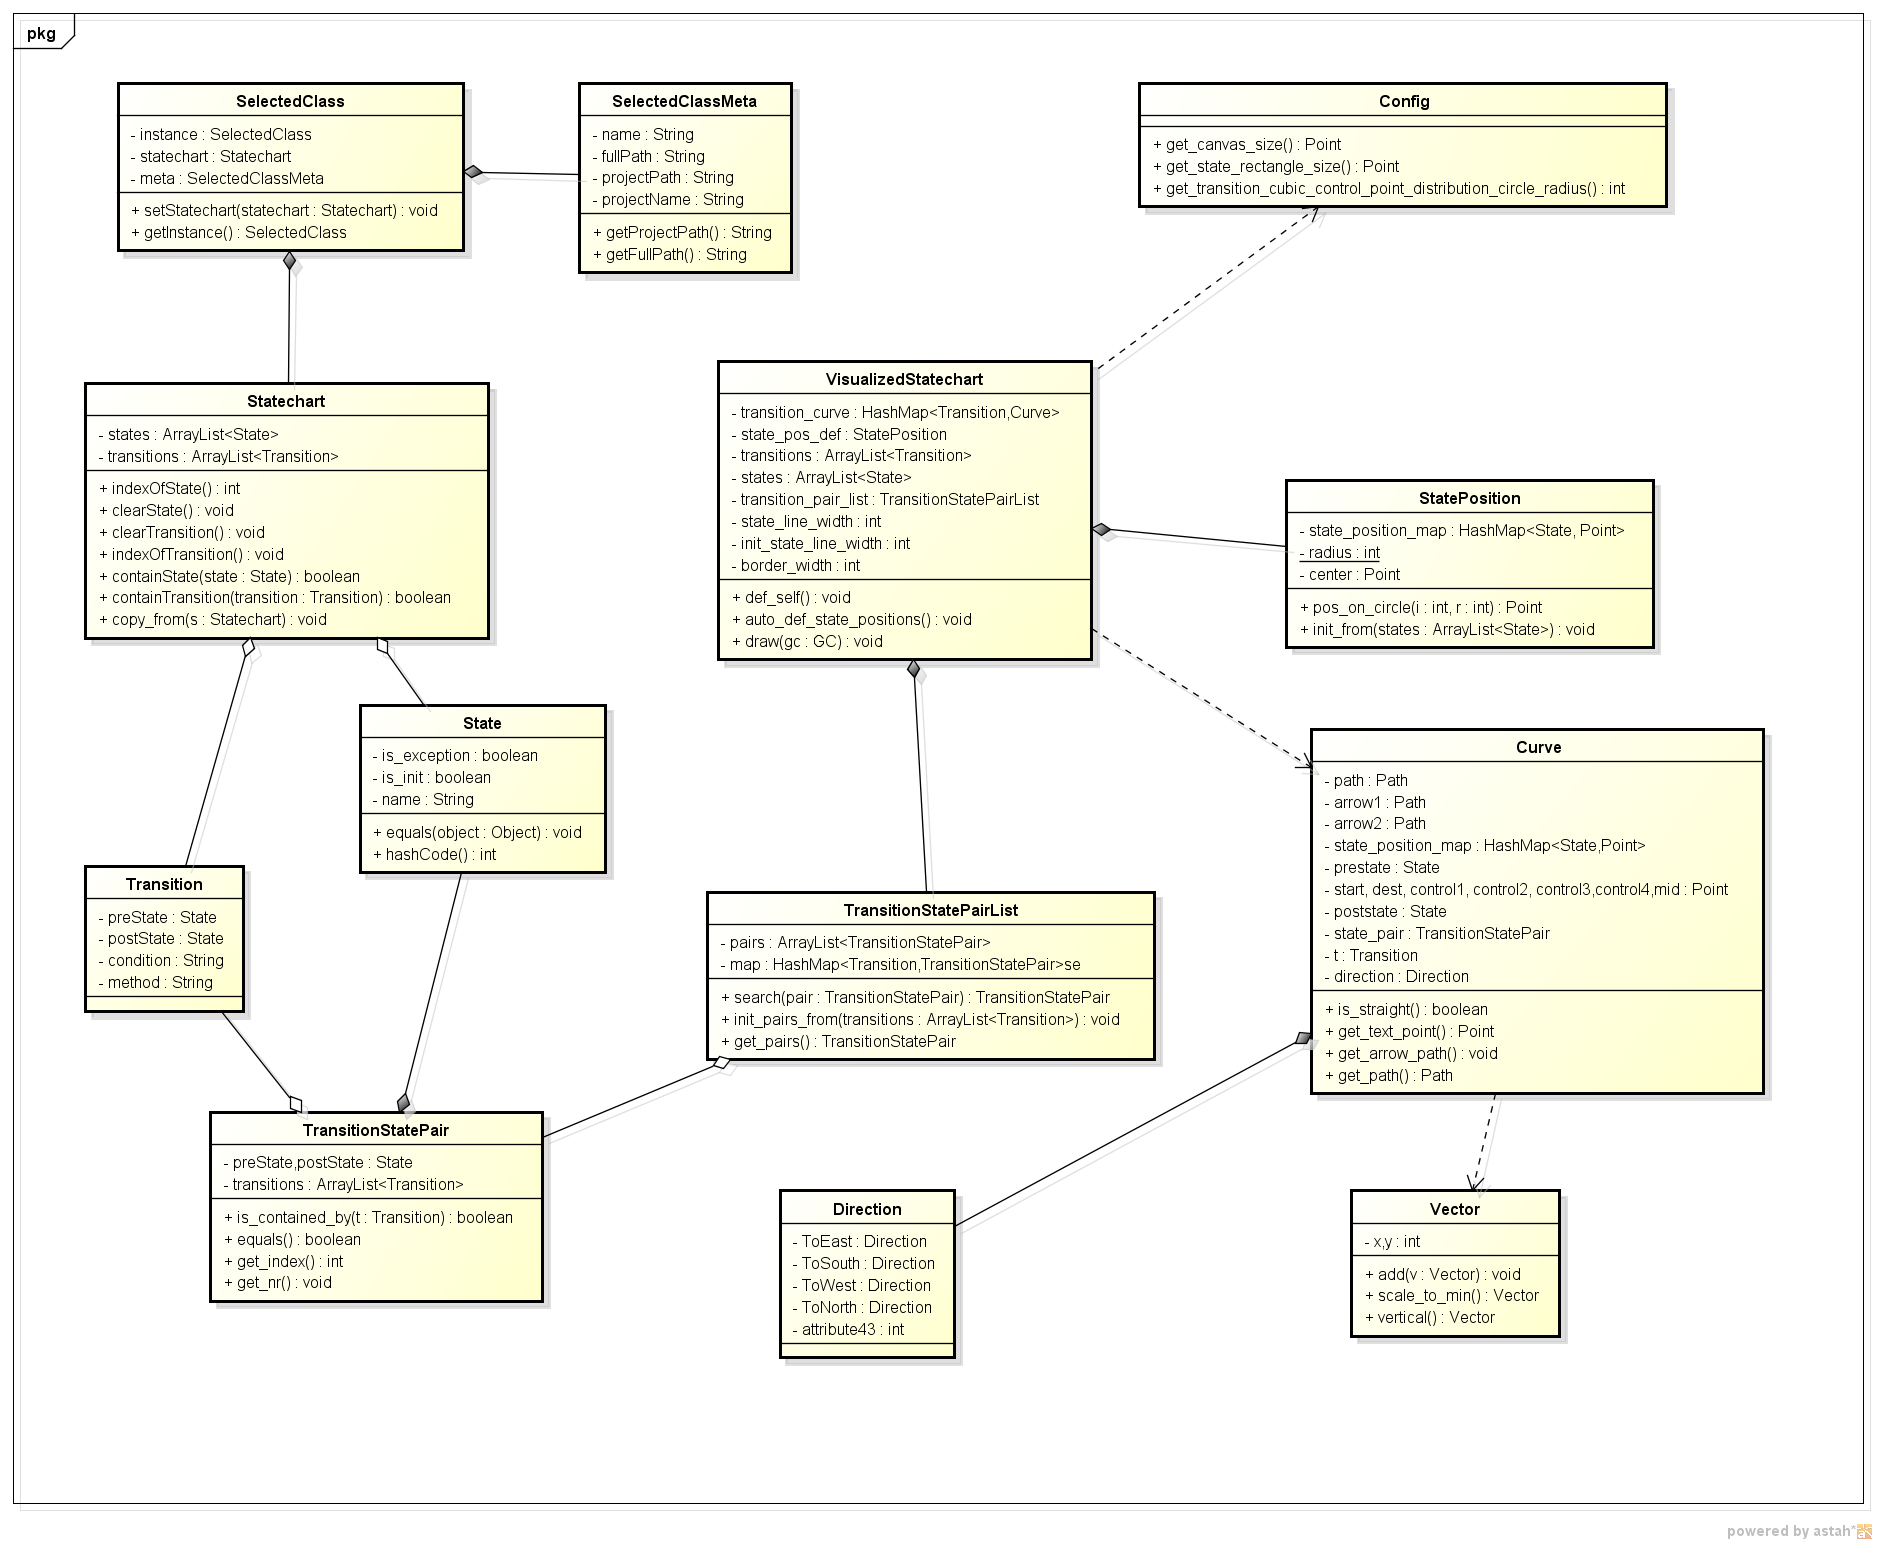 pkg
SelectedClass
- instance : SelectedClass
- statechart : Statechart
- meta : SelectedClassMeta
+ setStatechart(statechart : Statechart) : void
+ getInstance() : SelectedClass
SelectedClassMeta
- name : String
- fullPath : String
- projectPath : String
- projectName : String
+ getProjectPath() : String
+ getFullPath() : String
Config
+ get_canvas_size() : Point
+ get_state_rectangle_size() : Point
+ get_transition_cubic_control_point_distribution_circle_radius() : int
Statechart
- states : ArrayList<State>
- transitions : ArrayList<Transition>
+ indexOfState() : int
+ clearState() : void
+ clearTransition() : void
+ indexOfTransition() : void
+ containState(state : State) : boolean
+ containTransition(transition : Transition) : boolean
+ copy_from(s : Statechart) : void
VisualizedStatechart
- transition_curve : HashMap<Transition,Curve>
- state_pos_def : StatePosition
- transitions : ArrayList<Transition>
- states : ArrayList<State>
- transition_pair_list : TransitionStatePairList
- state_line_width : int
- init_state_line_width : int
- border_width : int
+ def_self() : void
+ auto_def_state_positions() : void
+ draw(gc : GC) : void
StatePosition
- state_position_map : HashMap<State, Point>
- radius : int
- center : Point
+ pos_on_circle(i : int, r : int) : Point
+ init_from(states : ArrayList<State>) : void
State
- is_exception : boolean
- is_init : boolean
- name : String
+ equals(object : Object) : void
+ hashCode() : int
Curve
- path : Path
- arrow1 : Path
- arrow2 : Path
- state_position_map : HashMap<State,Point>
- prestate : State
- start, dest, control1, control2, control3,control4,mid : Point
- poststate : State
- state_pair : TransitionStatePair
- t : Transition
- direction : Direction
+ is_straight() : boolean
+ get_text_point() : Point
+ get_arrow_path() : void
+ get_path() : Path
Transition
- preState : State
- postState : State
- condition : String
- method : String
TransitionStatePairList
- pairs : ArrayList<TransitionStatePair>
- map : HashMap<Transition,TransitionStatePair>se
+ search(pair : TransitionStatePair) : TransitionStatePair
+ init_pairs_from(transitions : ArrayList<Transition>) : void
+ get_pairs() : TransitionStatePair
TransitionStatePair
- preState,postState : State
- transitions : ArrayList<Transition>
+ is_contained_by(t : Transition) : boolean
+ equals() : boolean
+ get_index() : int
+ get_nr() : void
Direction
- ToEast : Direction
- ToSouth : Direction
- ToWest : Direction
- ToNorth : Direction
- attribute43 : int
Vector
- x,y : int
+ add(v : Vector) : void
+ scale_to_min() : Vector
+ vertical() : Vector
powered by astah*